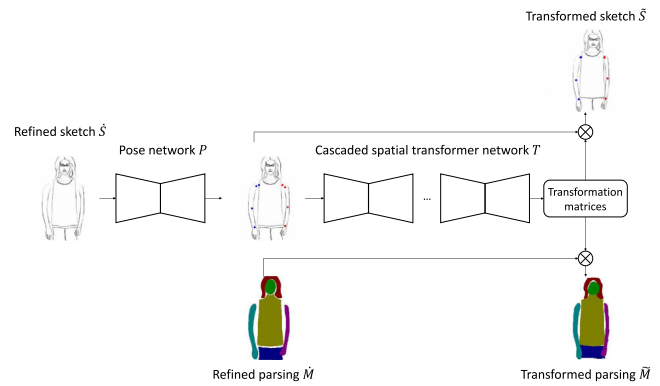 Transformed sketch S̃
Refined sketch Ṡ
Pose network P
Cascaded spatial transformer network T
...
Transformation
matrices
Refined parsing Ṁ
Transformed parsing M̃